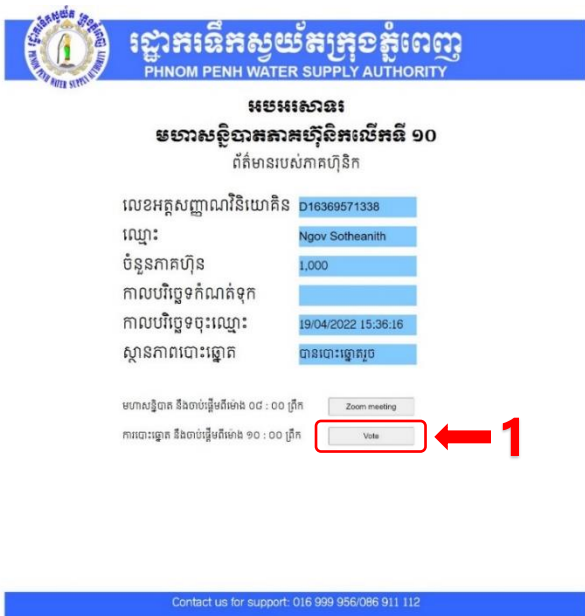 រដ្ឋាករទឹកស្វយ័តក្រុងភ្នំពេញ
PHNOM PENH WATER SUPPLY AUTHORITY
អបអរសាទរ
មហាសន្និបាតភាគហ៊ុនិកលើកទី ១០
ព័ត៌មានរបស់ភាគហ៊ុនិក
លេខអត្តសញ្ញាណវិនិយោគិន D16369571338
ឈ្មោះ Ngov Sotheanith
ចំនួនភាគហ៊ុន 1,000
កាលបរិច្ឆេទកំណត់ទុក
កាលបរិច្ឆេទចុះឈ្មោះ 19/04/2022 15:36:16
ស្ថានភាពបោះឆ្នោត បានបោះឆ្នោតរួច
មហាសន្និបាត នឹងចាប់ផ្តើមពីម៉ោង ០៨ : ០០ ព្រឹក Zoom meeting
ការបោះឆ្នោត នឹងចាប់ផ្តើមពីម៉ោង ១០ : ០០ ព្រឹក Vote 1
Contact us for support: 016 999 956/086 911 112